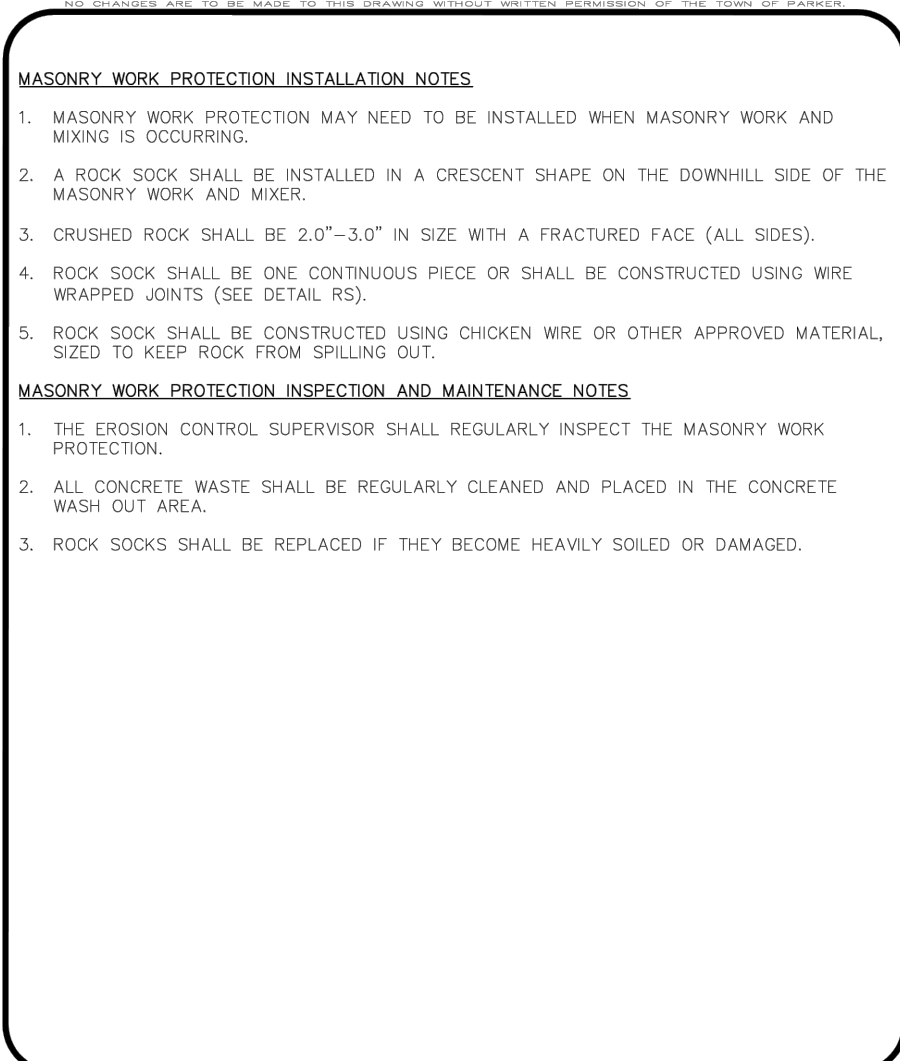 NO CHANGES ARE TO BE MADE TO THIS DRAWING WITHOUT WRITTEN PERMISSION OF THE TOWN OF PARKER.
MASONRY WORK PROTECTION INSTALLATION NOTES
1. MASONRY WORK PROTECTION MAY NEED TO BE INSTALLED WHEN MASONRY WORK AND
MIXING IS OCCURRING.
2. A ROCK SOCK SHALL BE INSTALLED IN A CRESCENT SHAPE ON THE DOWNHILL SIDE OF THE
MASONRY WORK AND MIXER.
3. CRUSHED ROCK SHALL BE 2.0”–3.0” IN SIZE WITH A FRACTURED FACE (ALL SIDES).
4. ROCK SOCK SHALL BE ONE CONTINUOUS PIECE OR SHALL BE CONSTRUCTED USING WIRE
WRAPPED JOINTS (SEE DETAIL RS).
5. ROCK SOCK SHALL BE CONSTRUCTED USING CHICKEN WIRE OR OTHER APPROVED MATERIAL,
SIZED TO KEEP ROCK FROM SPILLING OUT.
MASONRY WORK PROTECTION INSPECTION AND MAINTENANCE NOTES
1. THE EROSION CONTROL SUPERVISOR SHALL REGULARLY INSPECT THE MASONRY WORK
PROTECTION.
2. ALL CONCRETE WASTE SHALL BE REGULARLY CLEANED AND PLACED IN THE CONCRETE
WASH OUT AREA.
3. ROCK SOCKS SHALL BE REPLACED IF THEY BECOME HEAVILY SOILED OR DAMAGED.